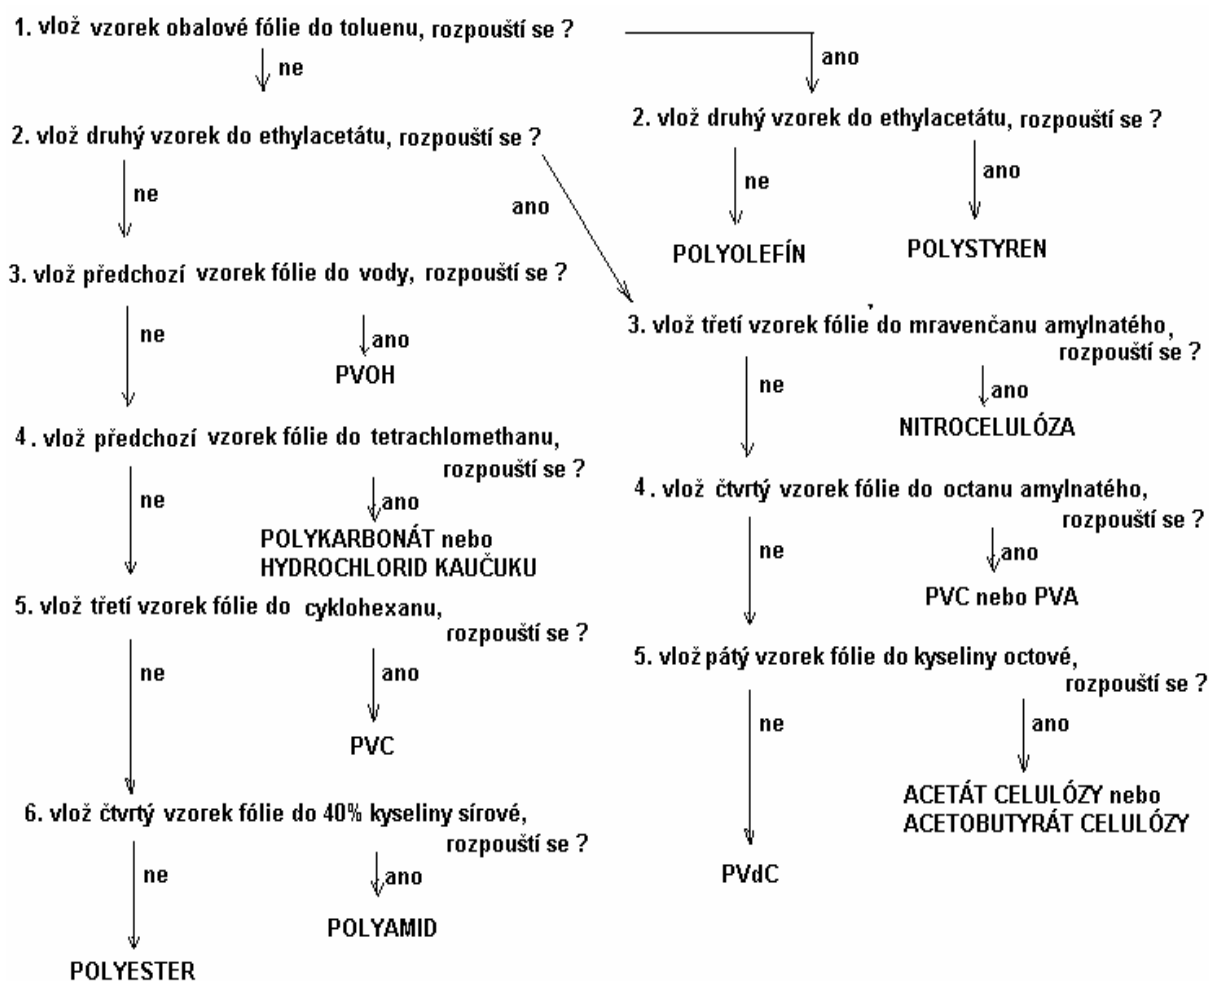 1. vlož vzorek obalové fólie do toluenu, rozpouští se ?
ne
ano
2. vlož druhý vzorek do ethylacetátu, rozpouští se ?
ne
ano
2. vlož druhý vzorek do ethylacetátu, rozpouští se ?
ne
ano
POLYOLEFÍN
POLYSTYREN
3. vlož předchozí vzorek fólie do vody, rozpouští se ?
ne
ano
PVOH
4. vlož předchozí vzorek fólie do tetrachlomethanu,
rozpouští se ?
ne
ano
POLYKARBONÁT nebo
HYDROCHLORID KAUČUKU
5. vlož třetí vzorek fólie do cyklohexanu,
rozpouští se ?
ne
ano
PVC
6. vlož čtvrtý vzorek fólie do 40% kyseliny sírové,
rozpouští se ?
ne
ano
POLYAMID
POLYESTER
3. vlož třetí vzorek fólie do mravenčanu amylnatého,
rozpouští se ?
ne
ano
NITROCELULÓZA
4. vlož čtvrtý vzorek fólie do octanu amylnatého,
rozpouští se ?
ne
ano
PVC nebo PVA
5. vlož pátý vzorek fólie do kyseliny octové,
rozpouští se ?
ne
ano
ACETÁT CELULÓZY nebo
ACETOBUTYRÁT CELULÓZY
PVdC